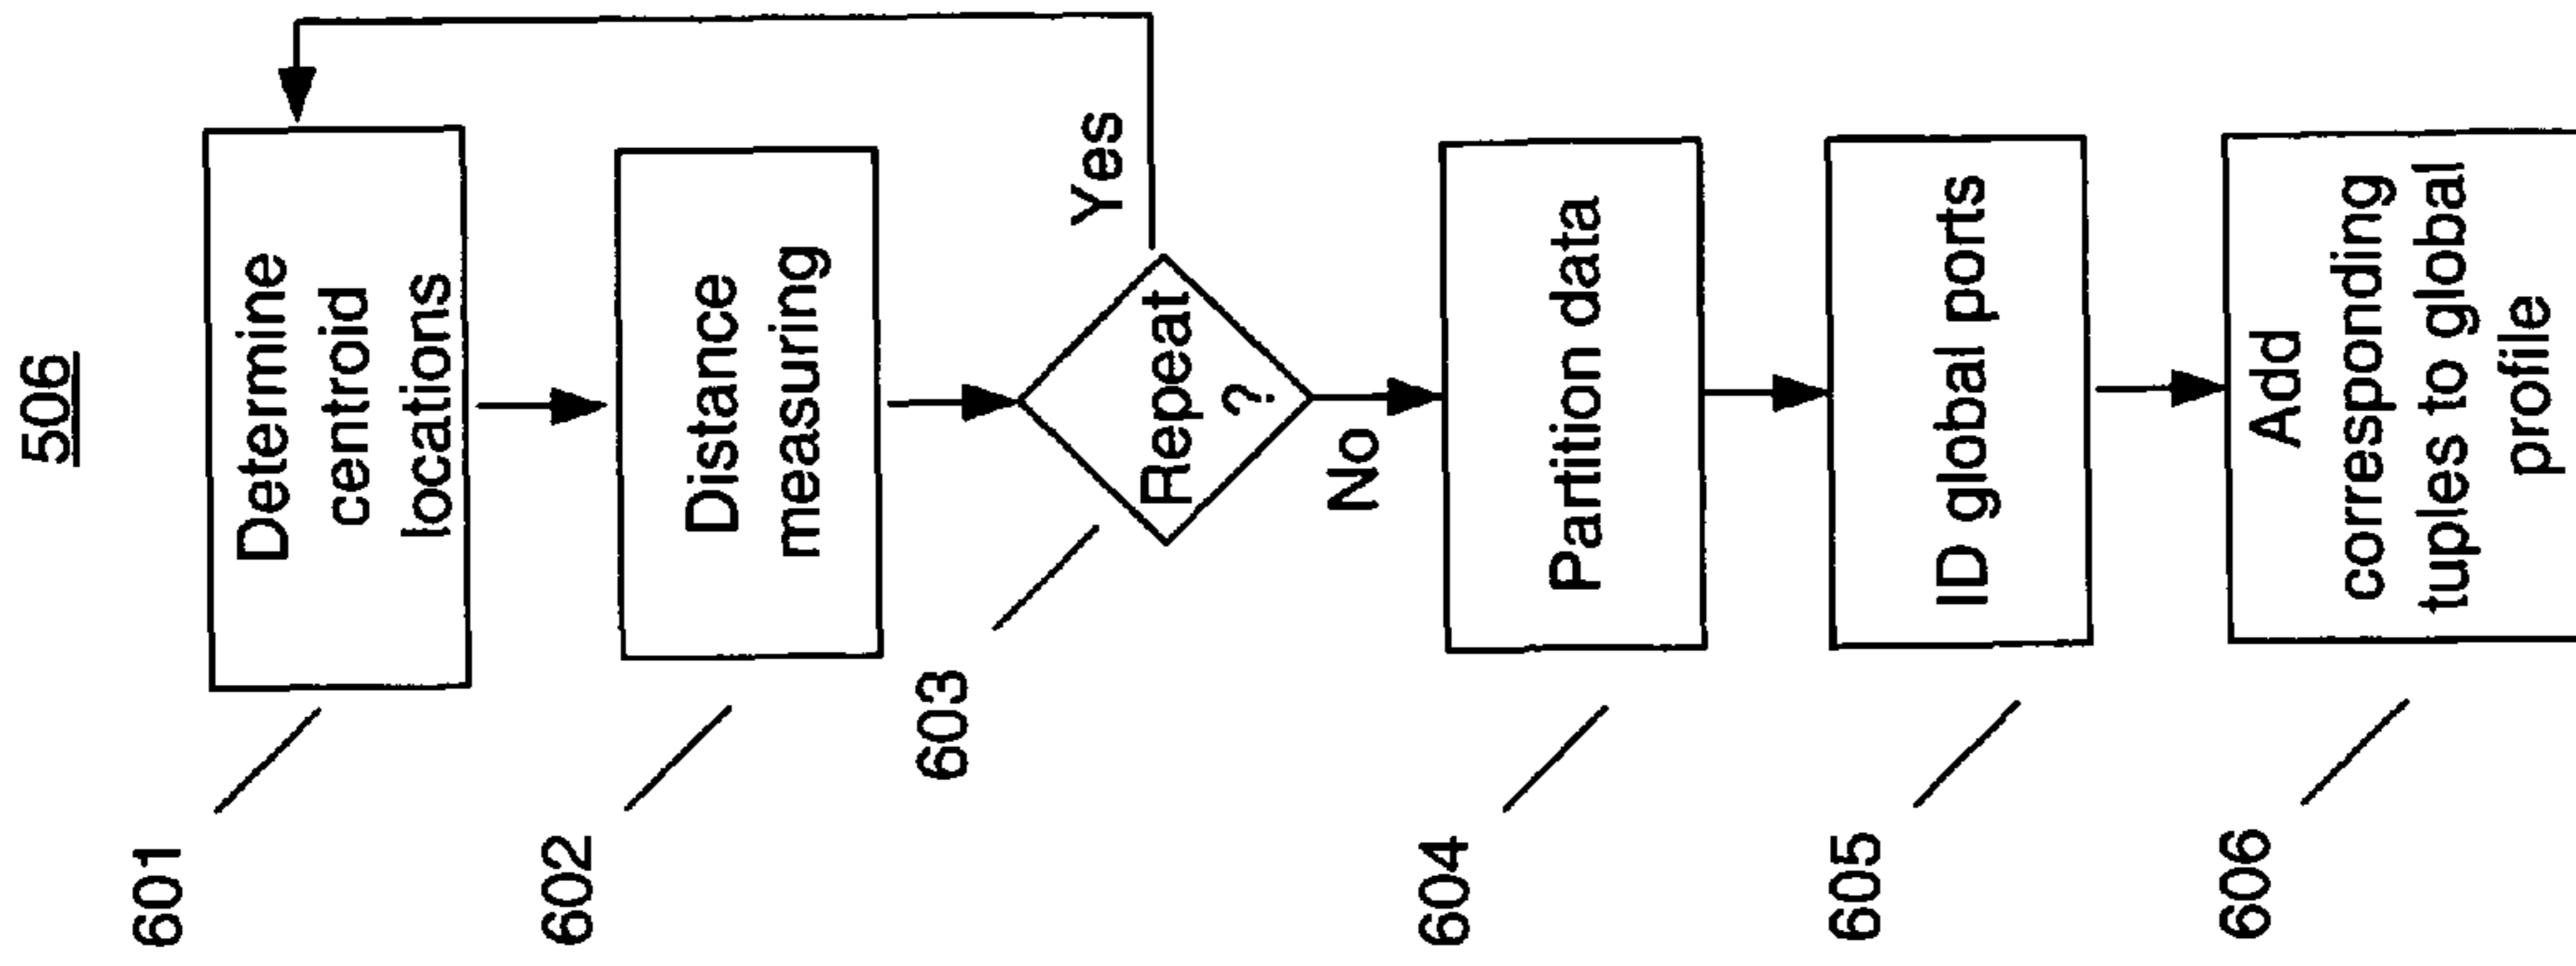 506
601
Determine
centroid
locations
602
Distance
measuring
603
Repeat
?
Yes
No
604
Partition data
605
ID global ports
606
Add
corresponding
tuples to global
profile